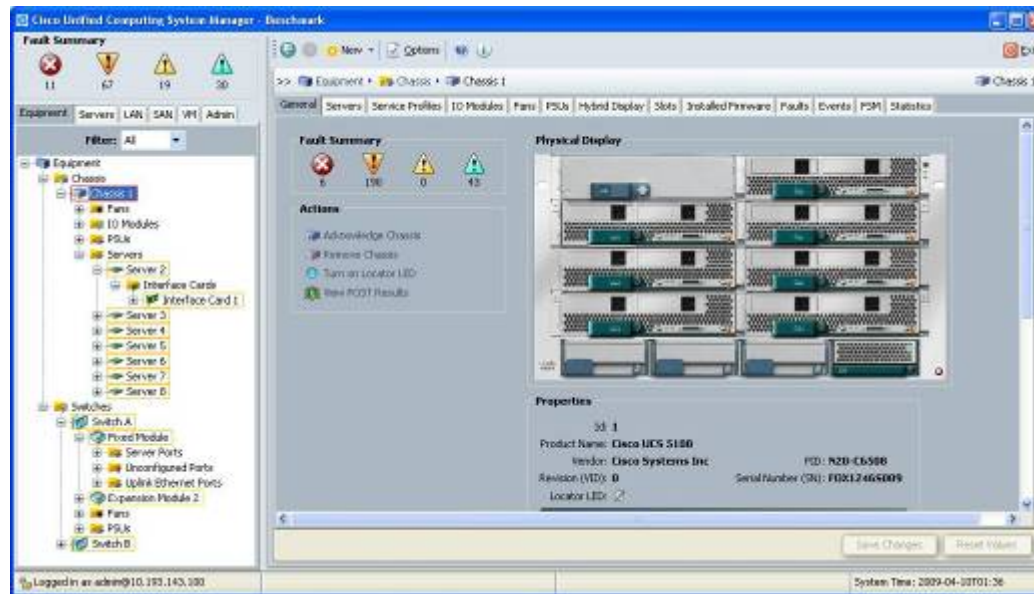 Cisco Unified Computing System Manager - Benchmark
Fault Summary
11 67 19 30
Equipment Servers LAN SAN VM Admin
Filter: All
Equipment
Chassis
Chassis 1
Fans
IO Modules
PSUs
Servers
Server 2
Interface Cards
Interface Card 1
Server 3
Server 4
Server 5
Server 6
Server 7
Server 8
Switches
Switch A
Fixed Module
Server Ports
Unconfigured Ports
Uplink Ethernet Ports
Expansion Module 2
Fans
PSUs
Switch B
New Options
>> Equipment Chassis Chassis 1
Chassis 1
General Servers Service Profiles IO Modules Fans PSUs Hybrid Display Slots Installed Firmware Faults Events FSM Statistics
Fault Summary
6 190 0 43
Actions
Acknowledge Chassis
Remove Chassis
Turn on Locator LED
View POST Results
Physical Display
Properties
Id: 1
Product Name: Cisco UCS 5100
Vendor: Cisco Systems Inc PID: N20-C6508
Revision (VID): 0 Serial Number (SN): FOX1246G009
Locator LED:
Save Changes Reset Values
Logged in as admin@10.193.143.100
System Time: 2009-04-10T01:36